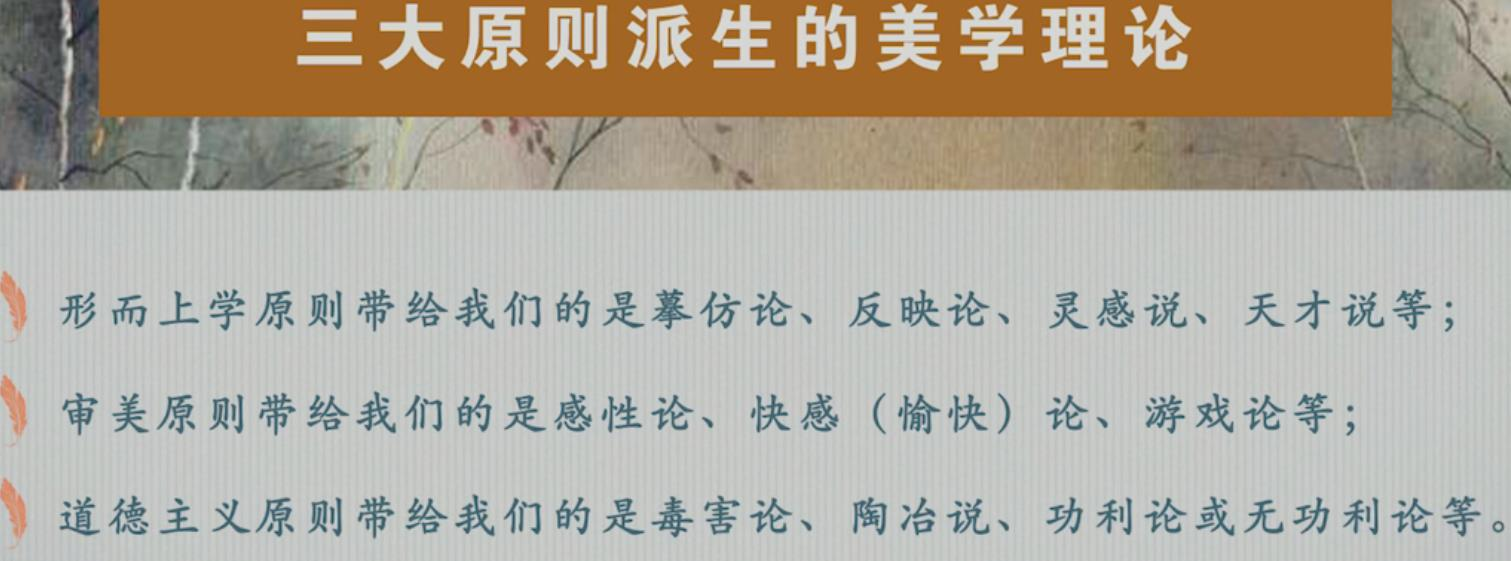 三大原则派生的美学理论
形而上学原则带给我们的是摹仿论、反映论、灵感说、天才说等；
审美原则带给我们的是感性论、快感（愉快）论、游戏论等；
道德主义原则带给我们的是毒害论、陶冶说、功利论或无功利论等。